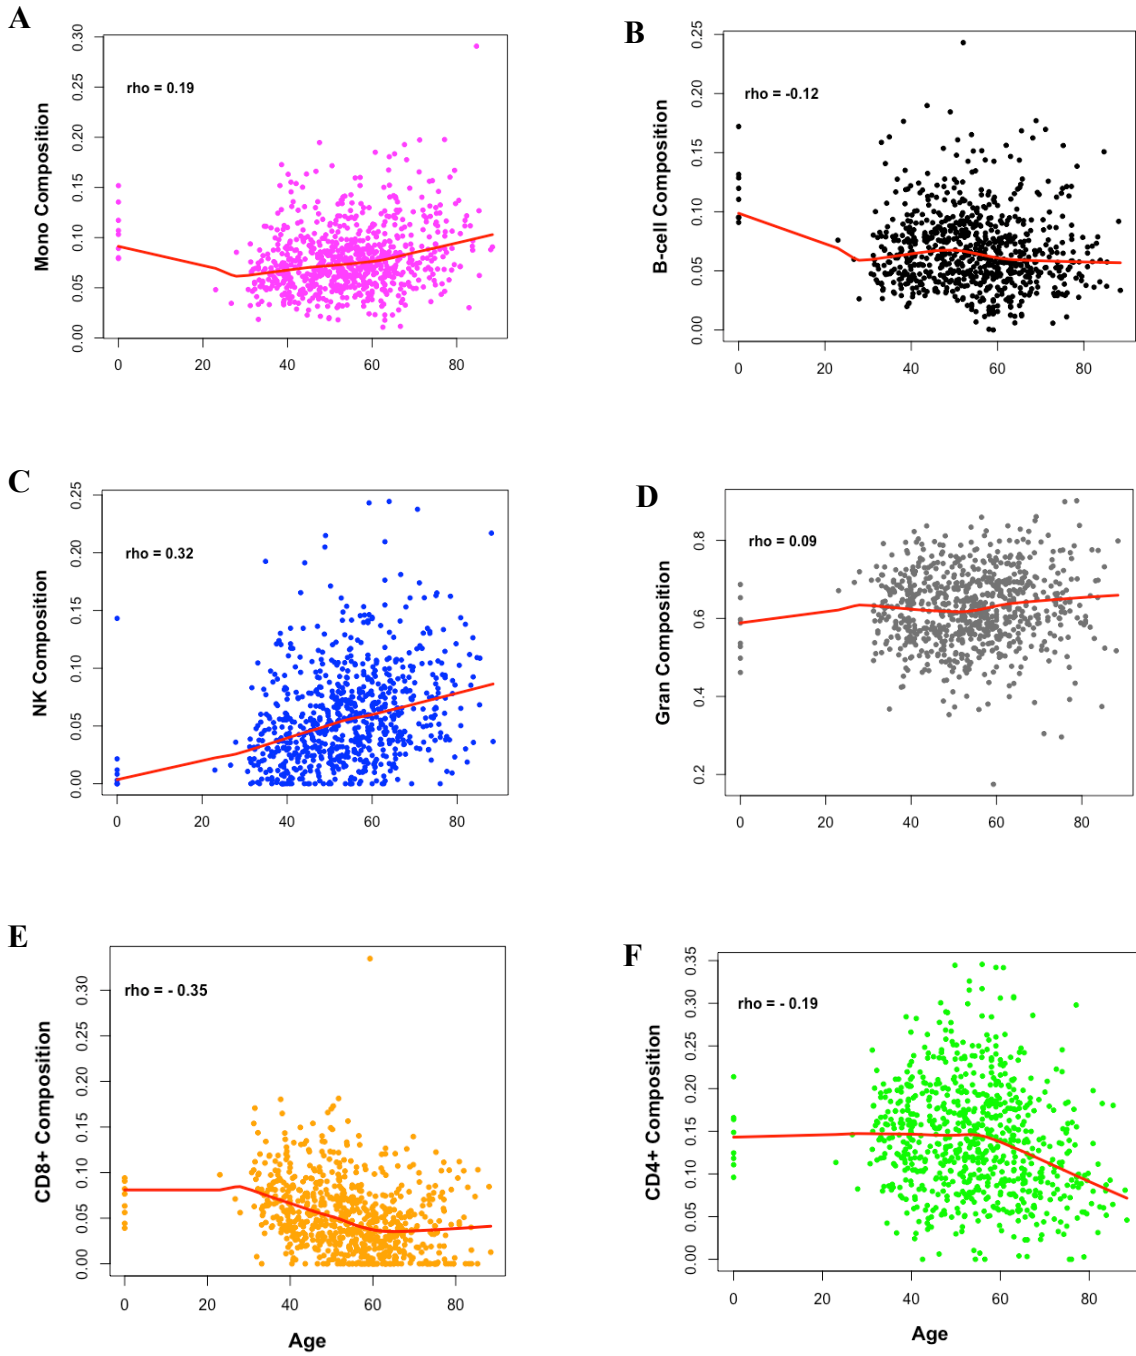 A
Mono Composition
0.00 0.05 0.10 0.15 0.20 0.25 0.30
rho = 0.19
0 20 40 60 80
B
B-cell Composition
0.00 0.05 0.10 0.15 0.20 0.25
rho = -0.12
0 20 40 60 80
C
NK Composition
0.00 0.05 0.10 0.15 0.20 0.25
rho = 0.32
0 20 40 60 80
D
Gran Composition
0.2 0.4 0.6 0.8
rho = 0.09
0 20 40 60 80
E
CD8+ Composition
0.00 0.05 0.10 0.15 0.20 0.25 0.30
rho = - 0.35
0 20 40 60 80
Age
F
CD4+ Composition
0.00 0.05 0.10 0.15 0.20 0.25 0.30 0.35
rho = - 0.19
0 20 40 60 80
Age